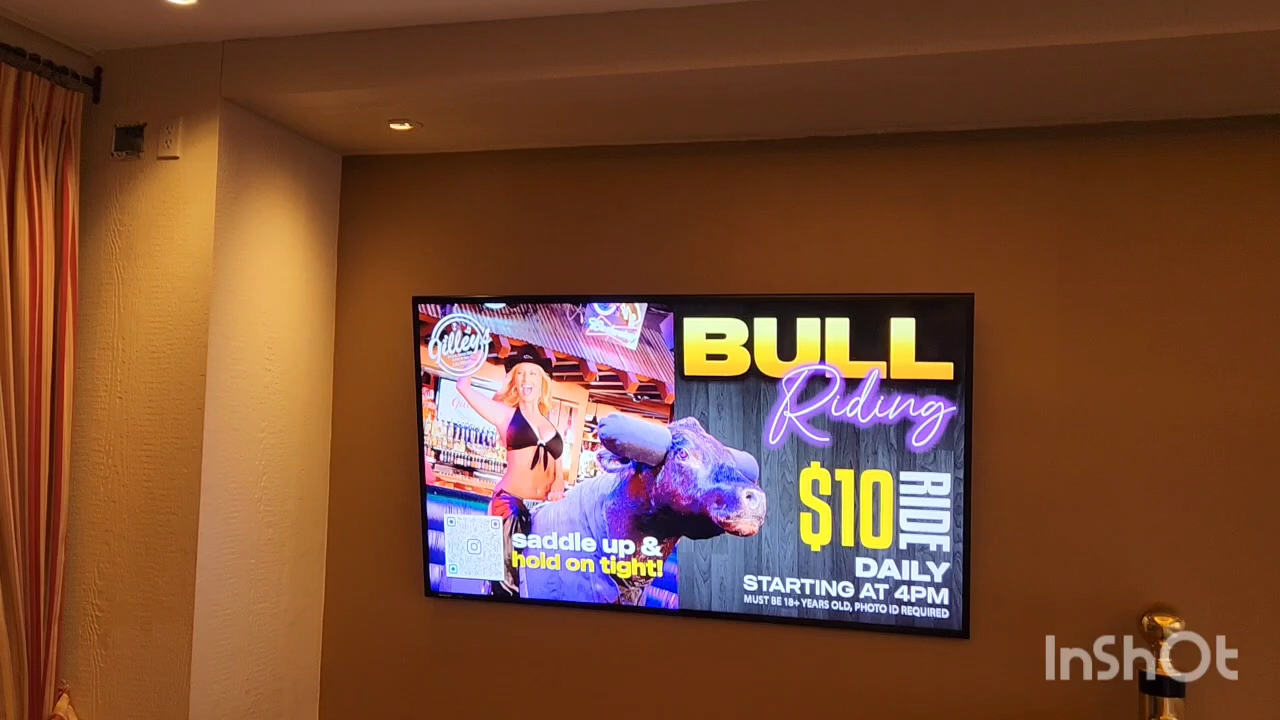 Gilley's
saddle up &
hold on tight!
BULL
Riding
$10
RIDE
DAILY
STARTING AT 4PM
MUST BE 18+ YEARS OLD, PHOTO ID REQUIRED
InShOt